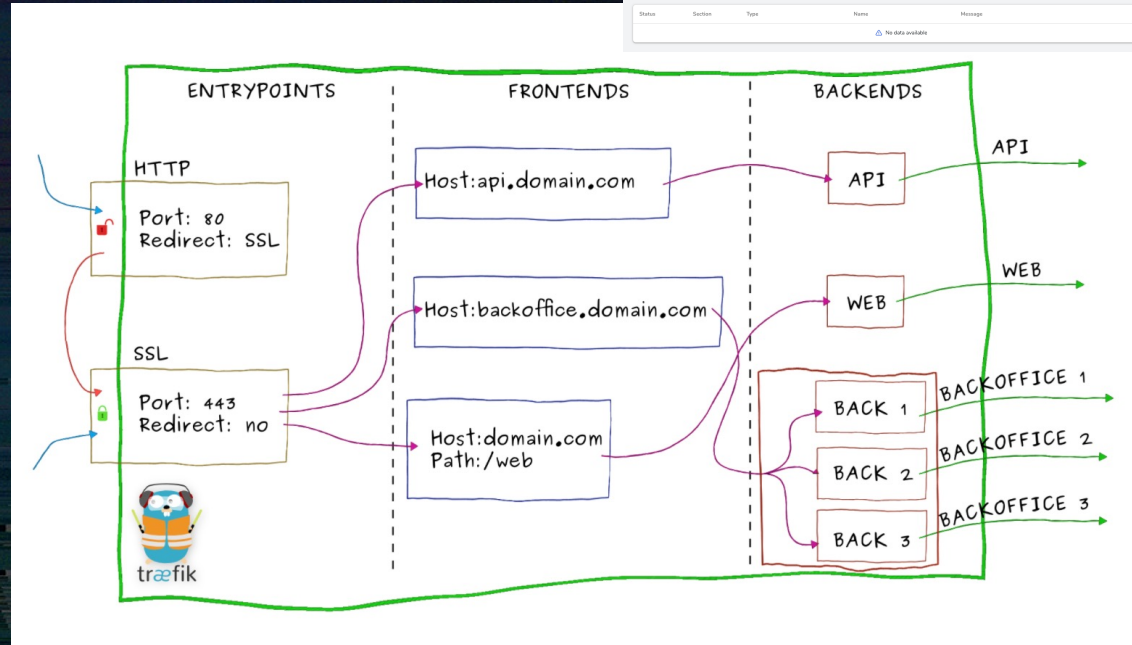 Status Section Type Name Message
No data available
ENTRYPOINTS FRONTENDS BACKENDS
HTTP
Port: 80
Redirect: SSL
SSL
Port: 443
Redirect: no
træfik
Host:api.domain.com
Host:backoffice.domain.com
Host:domain.com
Path:/web
API
API
WEB
WEB
BACK 1
BACKOFFICE 1
BACK 2
BACKOFFICE 2
BACK 3
BACKOFFICE 3